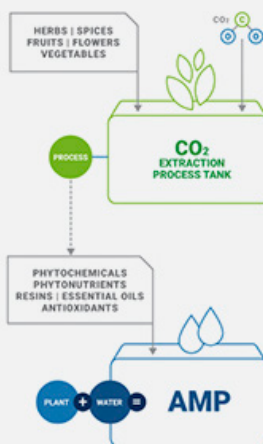 HERBS | SPICES
FRUITS | FLOWERS
VEGETABLES
CO₂
C
O
O
CO₂
EXTRACTION
PROCESS TANK
PROCESS
PHYTOCHEMICALS
PHYTONUTRIENTS
RESINS | ESSENTIAL OILS
ANTIOXIDANTS
PLANT + WATER = AMP